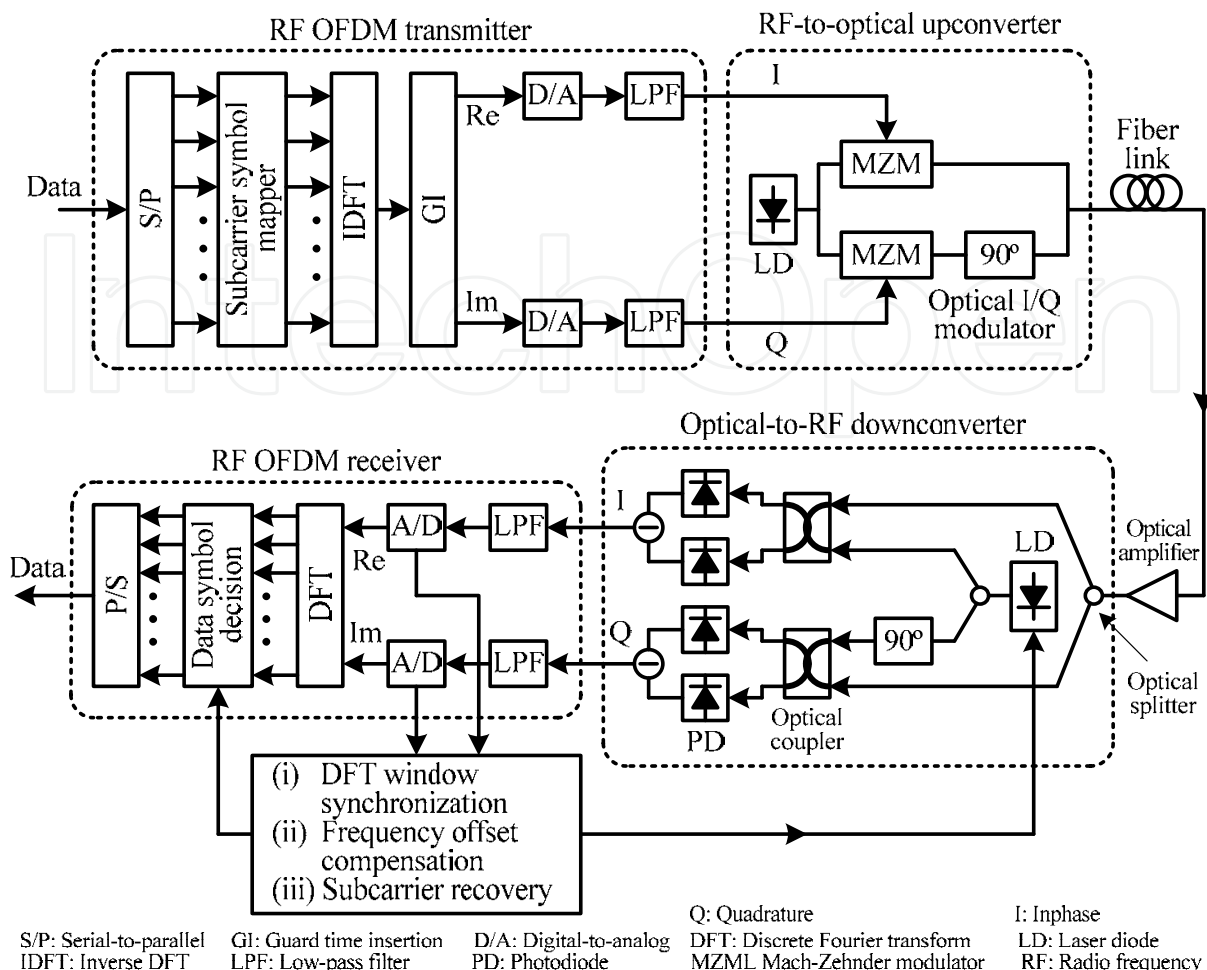 RF OFDM transmitter
RF-to-optical upconverter
Data
S/P
Subcarrier symbol
mapper
IDFT
GI
Re
D/A
LPF
I
Im
D/A
LPF
Q
LD
MZM
MZM
90º
Optical I/Q
modulator
Fiber
link
IntechOpen
RF OFDM receiver
Optical-to-RF downconverter
Data
P/S
Data symbol
decision
DFT
Re
A/D
LPF
I
Im
A/D
LPF
Q
PD
Optical
coupler
90º
LD
Optical
amplifier
Optical
splitter
(i) DFT window
synchronization
(ii) Frequency offset
compensation
(iii) Subcarrier recovery
Q: Quadrature I: Inphase
S/P: Serial-to-parallel GI: Guard time insertion D/A: Digital-to-analog DFT: Discrete Fourier transform LD: Laser diode
IDFT: Inverse DFT LPF: Low-pass filter PD: Photodiode MZML Mach-Zehnder modulator RF: Radio frequency